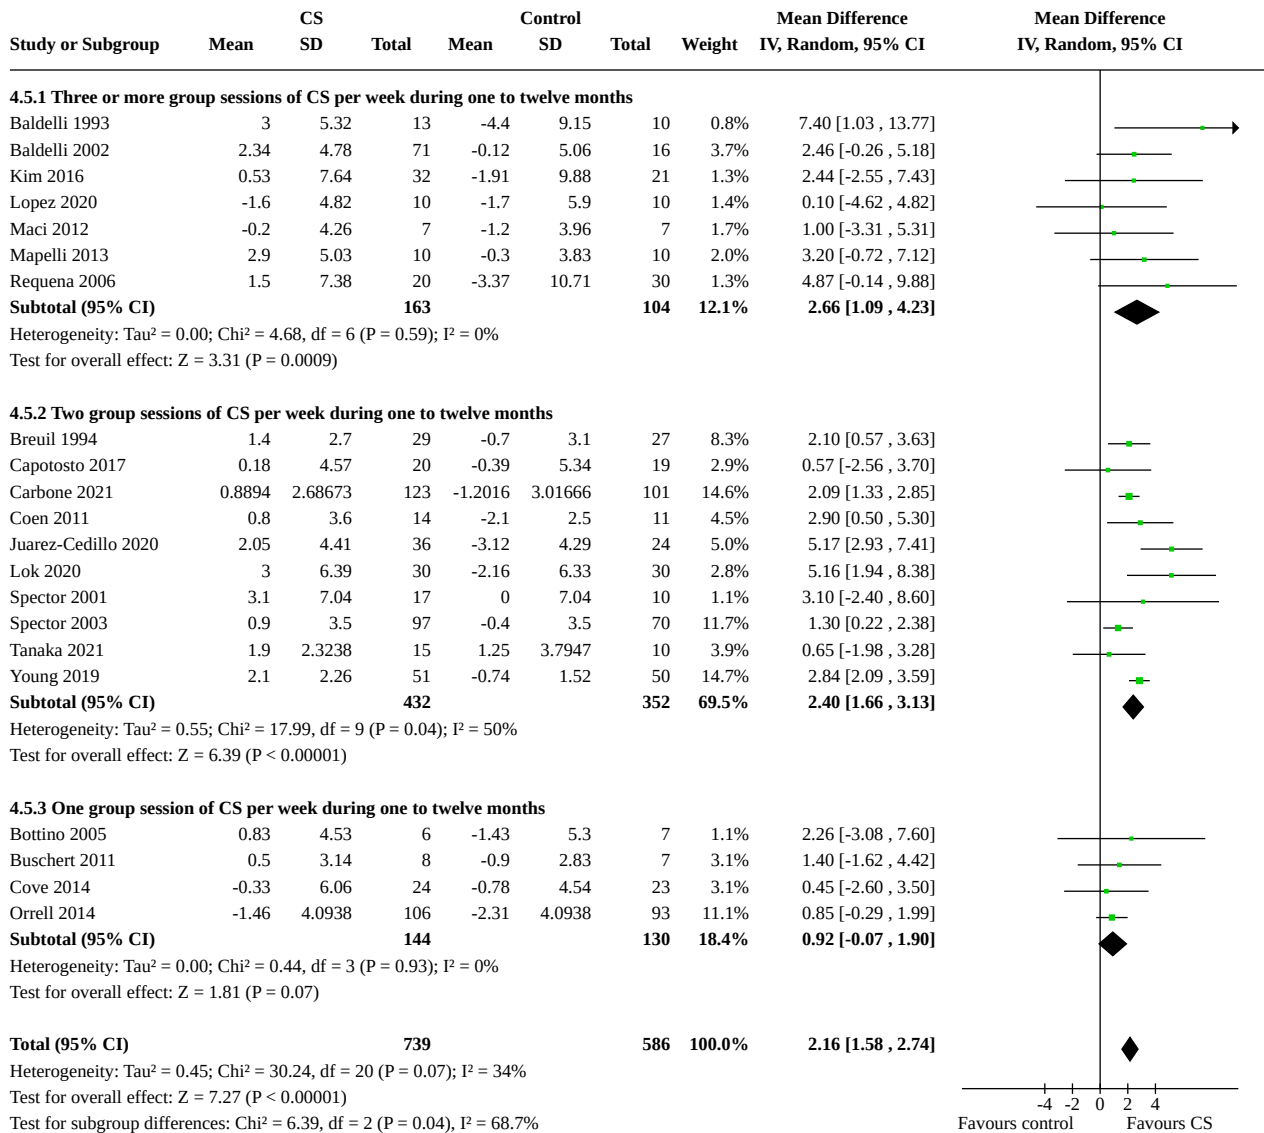 CS Control Mean Difference Mean Difference
Study or Subgroup Mean SD Total Mean SD Total Weight IV, Random, 95% CI IV, Random, 95% CI
4.5.1 Three or more group sessions of CS per week during one to twelve months
Baldelli 1993 3 5.32 13 -4.4 9.15 10 0.8% 7.40 [1.03 , 13.77]
Baldelli 2002 2.34 4.78 71 -0.12 5.06 16 3.7% 2.46 [-0.26 , 5.18]
Kim 2016 0.53 7.64 32 -1.91 9.88 21 1.3% 2.44 [-2.55 , 7.43]
Lopez 2020 -1.6 4.82 10 -1.7 5.9 10 1.4% 0.10 [-4.62 , 4.82]
Maci 2012 -0.2 4.26 7 -1.2 3.96 7 1.7% 1.00 [-3.31 , 5.31]
Mapelli 2013 2.9 5.03 10 -0.3 3.83 10 2.0% 3.20 [-0.72 , 7.12]
Requena 2006 1.5 7.38 20 -3.37 10.71 30 1.3% 4.87 [-0.14 , 9.88]
Subtotal (95% CI) 163 104 12.1% 2.66 [1.09 , 4.23]
Heterogeneity: Tau² = 0.00; Chi² = 4.68, df = 6 (P = 0.59); I² = 0%
Test for overall effect: Z = 3.31 (P = 0.0009)
4.5.2 Two group sessions of CS per week during one to twelve months
Breuil 1994 1.4 2.7 29 -0.7 3.1 27 8.3% 2.10 [0.57 , 3.63]
Capotosto 2017 0.18 4.57 20 -0.39 5.34 19 2.9% 0.57 [-2.56 , 3.70]
Carbone 2021 0.8894 2.68673 123 -1.2016 3.01666 101 14.6% 2.09 [1.33 , 2.85]
Coen 2011 0.8 3.6 14 -2.1 2.5 11 4.5% 2.90 [0.50 , 5.30]
Juarez-Cedillo 2020 2.05 4.41 36 -3.12 4.29 24 5.0% 5.17 [2.93 , 7.41]
Lok 2020 3 6.39 30 -2.16 6.33 30 2.8% 5.16 [1.94 , 8.38]
Spector 2001 3.1 7.04 17 0 7.04 10 1.1% 3.10 [-2.40 , 8.60]
Spector 2003 0.9 3.5 97 -0.4 3.5 70 11.7% 1.30 [0.22 , 2.38]
Tanaka 2021 1.9 2.3238 15 1.25 3.7947 10 3.9% 0.65 [-1.98 , 3.28]
Young 2019 2.1 2.26 51 -0.74 1.52 50 14.7% 2.84 [2.09 , 3.59]
Subtotal (95% CI) 432 352 69.5% 2.40 [1.66 , 3.13]
Heterogeneity: Tau² = 0.55; Chi² = 17.99, df = 9 (P = 0.04); I² = 50%
Test for overall effect: Z = 6.39 (P < 0.00001)
4.5.3 One group session of CS per week during one to twelve months
Bottino 2005 0.83 4.53 6 -1.43 5.3 7 1.1% 2.26 [-3.08 , 7.60]
Buschert 2011 0.5 3.14 8 -0.9 2.83 7 3.1% 1.40 [-1.62 , 4.42]
Cove 2014 -0.33 6.06 24 -0.78 4.54 23 3.1% 0.45 [-2.60 , 3.50]
Orrell 2014 -1.46 4.0938 106 -2.31 4.0938 93 11.1% 0.85 [-0.29 , 1.99]
Subtotal (95% CI) 144 130 18.4% 0.92 [-0.07 , 1.90]
Heterogeneity: Tau² = 0.00; Chi² = 0.44, df = 3 (P = 0.93); I² = 0%
Test for overall effect: Z = 1.81 (P = 0.07)
Total (95% CI) 739 586 100.0% 2.16 [1.58 , 2.74]
Heterogeneity: Tau² = 0.45; Chi² = 30.24, df = 20 (P = 0.07); I² = 34%
Test for overall effect: Z = 7.27 (P < 0.00001)
-4 -2 0 2 4
Test for subgroup differences: Chi² = 6.39, df = 2 (P = 0.04), I² = 68.7%
Favours control Favours CS